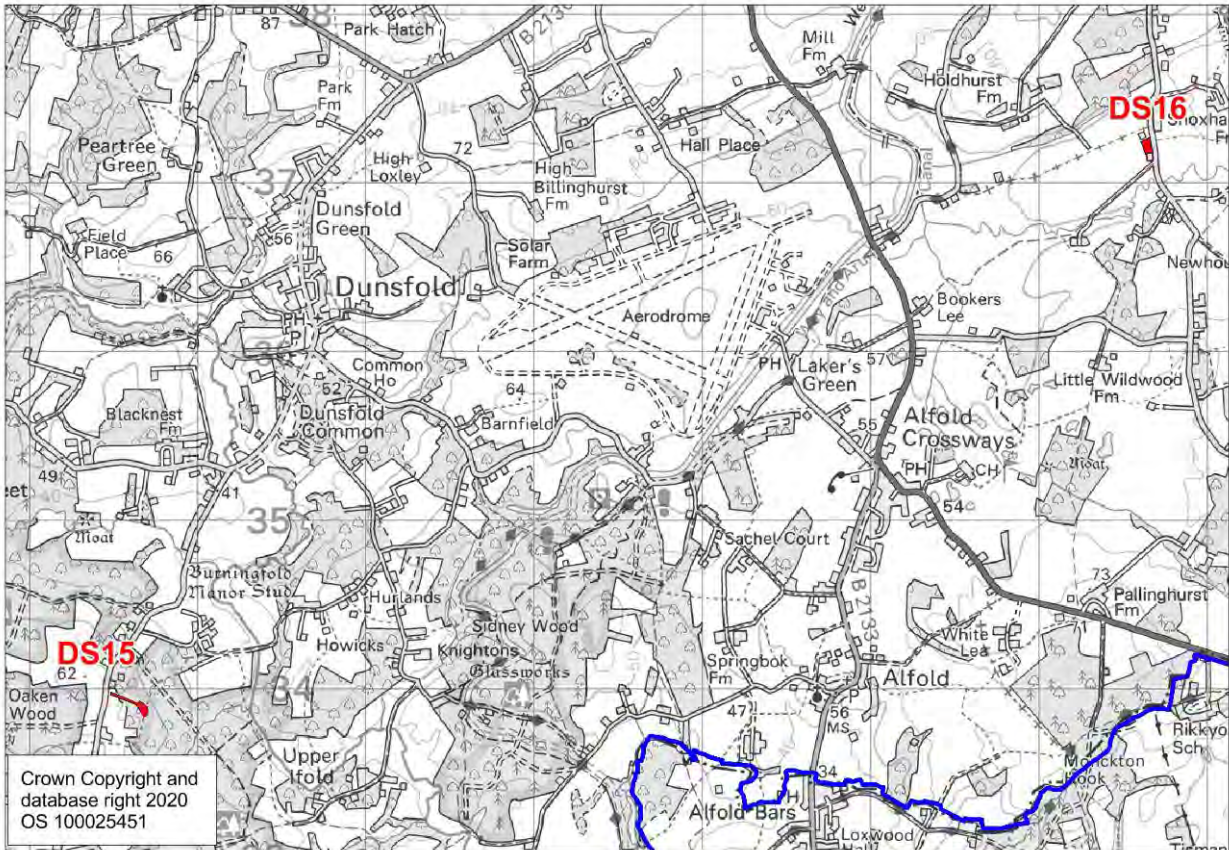 38
87
Park Hatch
B 2130
Mill
Fm
Holdhurst
Fm
DS16
Park
Fm
Peartree
Green
High
Loxley
72
High
Billinghurst
Fm
Hall Place
Canal
37
Dunsfold
Green
56
Field
Place
66
Solar
Farm
Dunsfold
Aerodrome
Bookers
Lee
PH
Common
Ho
52
64
PH
Laker's
Green
57
Little Wildwood
Fm
Blacknest
Fm
Dunsfold
Common
Barnfield
55
Alfold
Crossways
PH
CH
Moat
49
41
54
35
Moat
Sachel Court
Burningfold
Manor Stud
Hurlands
B 2133
73
Pallinghurst
Fm
DS15
62
Howicks
Sidney Wood
Knightons
Glassworks
White
Lea
Oaken
Wood
34
Springbok
Fm
Alfold
47
P
56
MS
Upper
Ifold
Rikkyo
Sch
Monckton
Hook
34
Alfold Bars
H
Loxwood
Crown Copyright and
database right 2020
OS 100025451